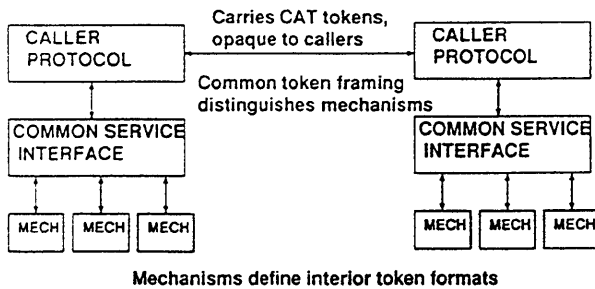 Carries CAT tokens,
opaque to callers
CALLER
PROTOCOL
CALLER
PROTOCOL
Common token framing
distinguishes mechanisms
COMMON SERVICE
INTERFACE
COMMON SERVICE
INTERFACE
MECH MECH MECH
MECH MECH MECH
Mechanisms define interior token formats